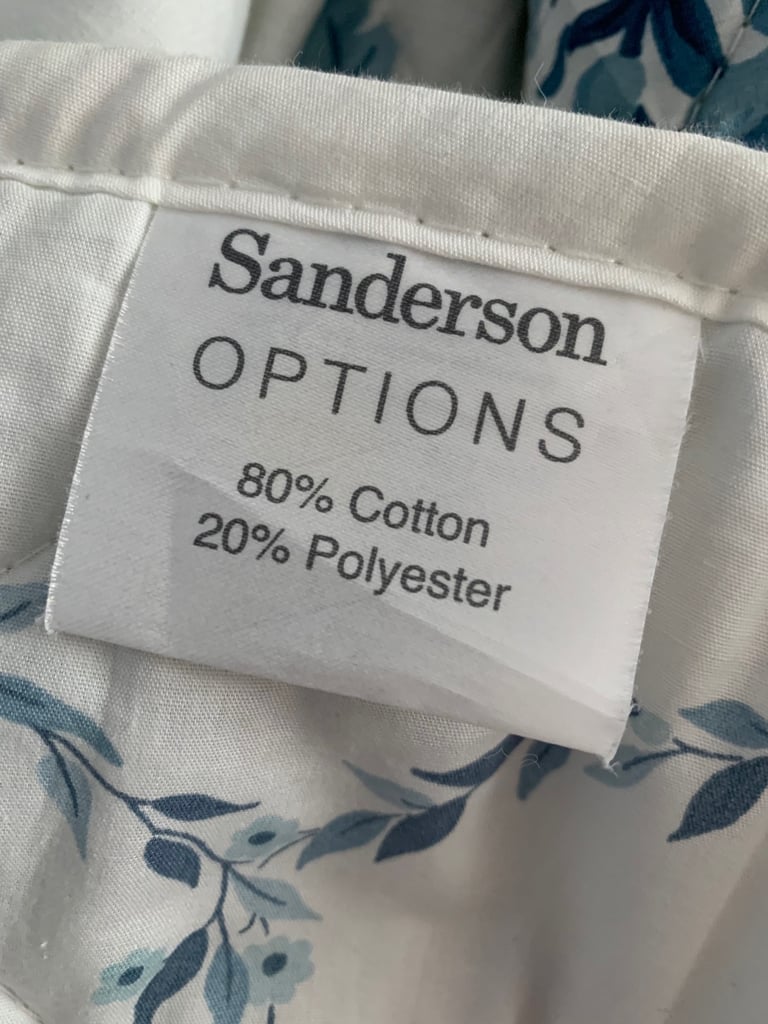 Sanderson
OPTIONS
80% Cotton
20% Polyester